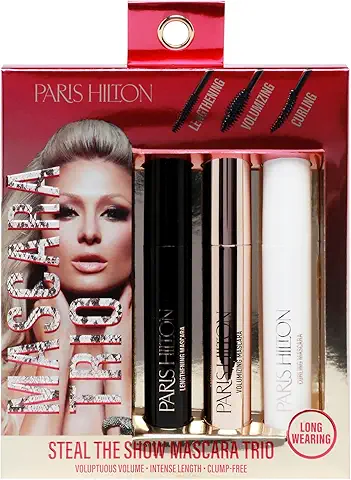 PARIS HILTON
LENGTHENING
VOLUMIZING
CURLING
MASCARA
TRIO
PARIS HILTON
LENGTHENING MASCARA
PARIS HILTON
VOLUMIZING MASCARA
PARIS HILTON
CURLING MASCARA
LONG
WEARING
STEAL THE SHOW MASCARA TRIO
VOLUPTUOUS VOLUME • INTENSE LENGTH • CLUMP-FREE